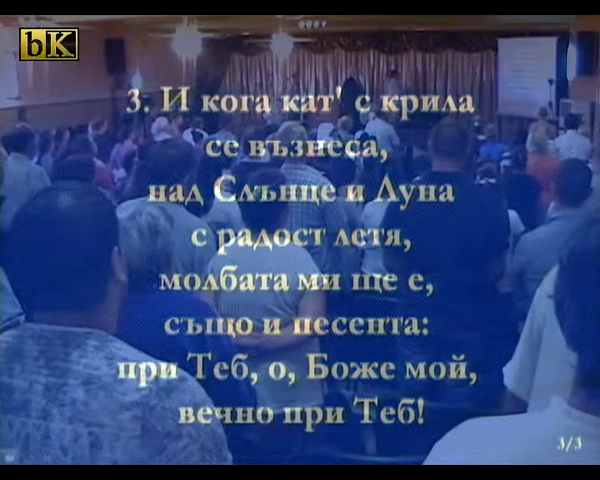 bK
3. И кога кат' с крила
се възнеса,
над Слънце и Луна
с радост летя,
молбата ми ще е,
също и песента:
при Теб, о, Боже мой,
вечно при Теб!
3/3